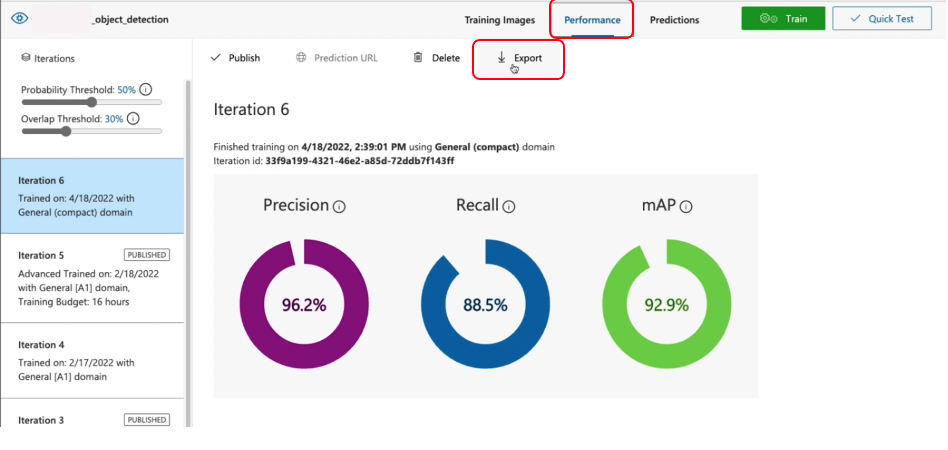 _object_detection
Training Images Performance Predictions Train Quick Test
Iterations
Publish Prediction URL Delete Export
Probability Threshold: 50%
Overlap Threshold: 30%
Iteration 6
Trained on: 4/18/2022 with
General (compact) domain
Iteration 5 PUBLISHED
Advanced Trained on: 2/18/2022
with General [A1] domain,
Training Budget: 16 hours
Iteration 4
Trained on: 2/17/2022 with
General [A1] domain
Iteration 3 PUBLISHED
Iteration 6
Finished training on 4/18/2022, 2:39:01 PM using General (compact) domain
Iteration id: 33f9a199-4321-46e2-a85d-72ddb7f143ff
Precision Recall mAP
96.2% 88.5% 92.9%